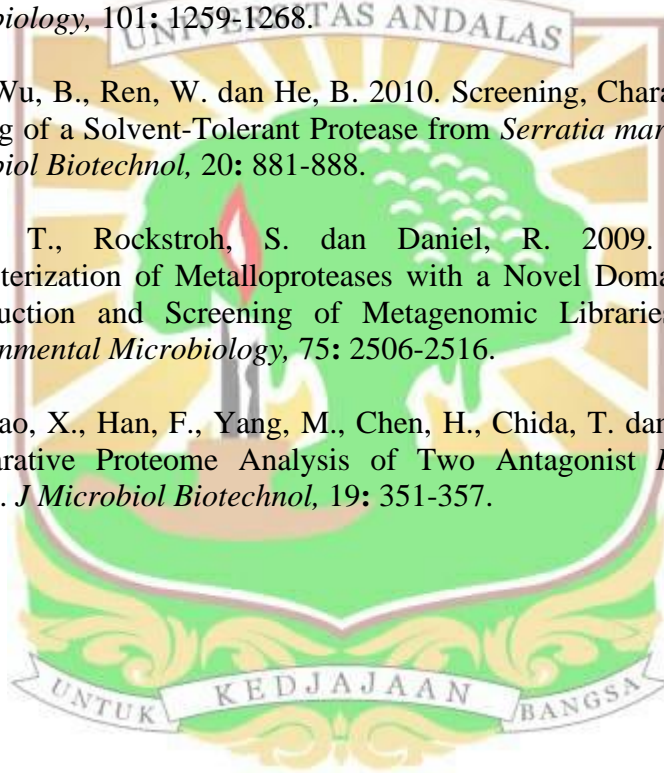 biology, 101: 1259-1268.
UNIVERSITAS ANDALAS
Wu, B., Ren, W. dan He, B. 2010. Screening, Chara
g of a Solvent-Tolerant Protease from Serratia mar
biol Biotechnol, 20: 881-888.
T., Rockstroh, S. dan Daniel, R. 2009.
terization of Metalloproteases with a Novel Doma
uction and Screening of Metagenomic Libraries
nmental Microbiology, 75: 2506-2516.
ao, X., Han, F., Yang, M., Chen, H., Chida, T. dan
arative Proteome Analysis of Two Antagonist
. J Microbiol Biotechnol, 19: 351-357.
UNTUK KEDJAJAAN BANGSA